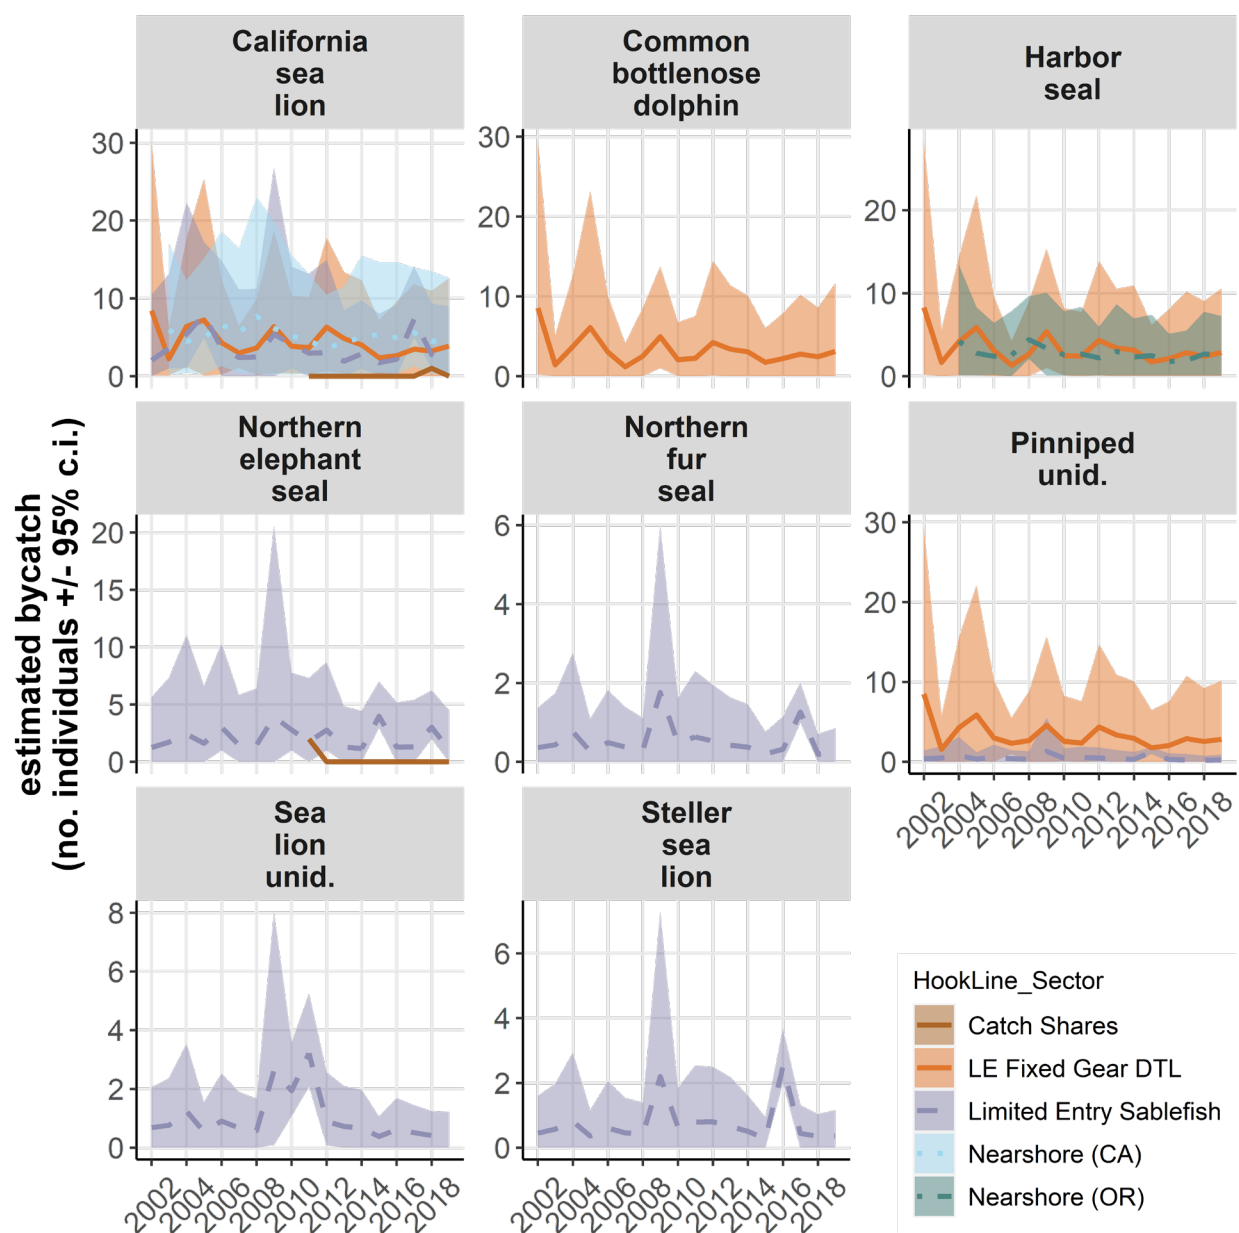 California
sea
lion
Common
bottlenose
dolphin
Harbor
seal
30
20
10
0
30
20
10
0
20
10
0
Northern
elephant
seal
Northern
fur
seal
Pinniped
unid.
estimated bycatch
(no. individuals +/- 95% c.i.)
20
15
10
5
0
6
4
2
0
30
20
10
0
2002 2004 2006 2008 2010 2012 2014 2016 2018
Sea
lion
unid.
Steller
sea
lion
8
6
4
2
0
6
4
2
0
2002 2004 2006 2008 2010 2012 2014 2016 2018
2002 2004 2006 2008 2010 2012 2014 2016 2018
HookLine_Sector
Catch Shares
LE Fixed Gear DTL
Limited Entry Sablefish
Nearshore (CA)
Nearshore (OR)